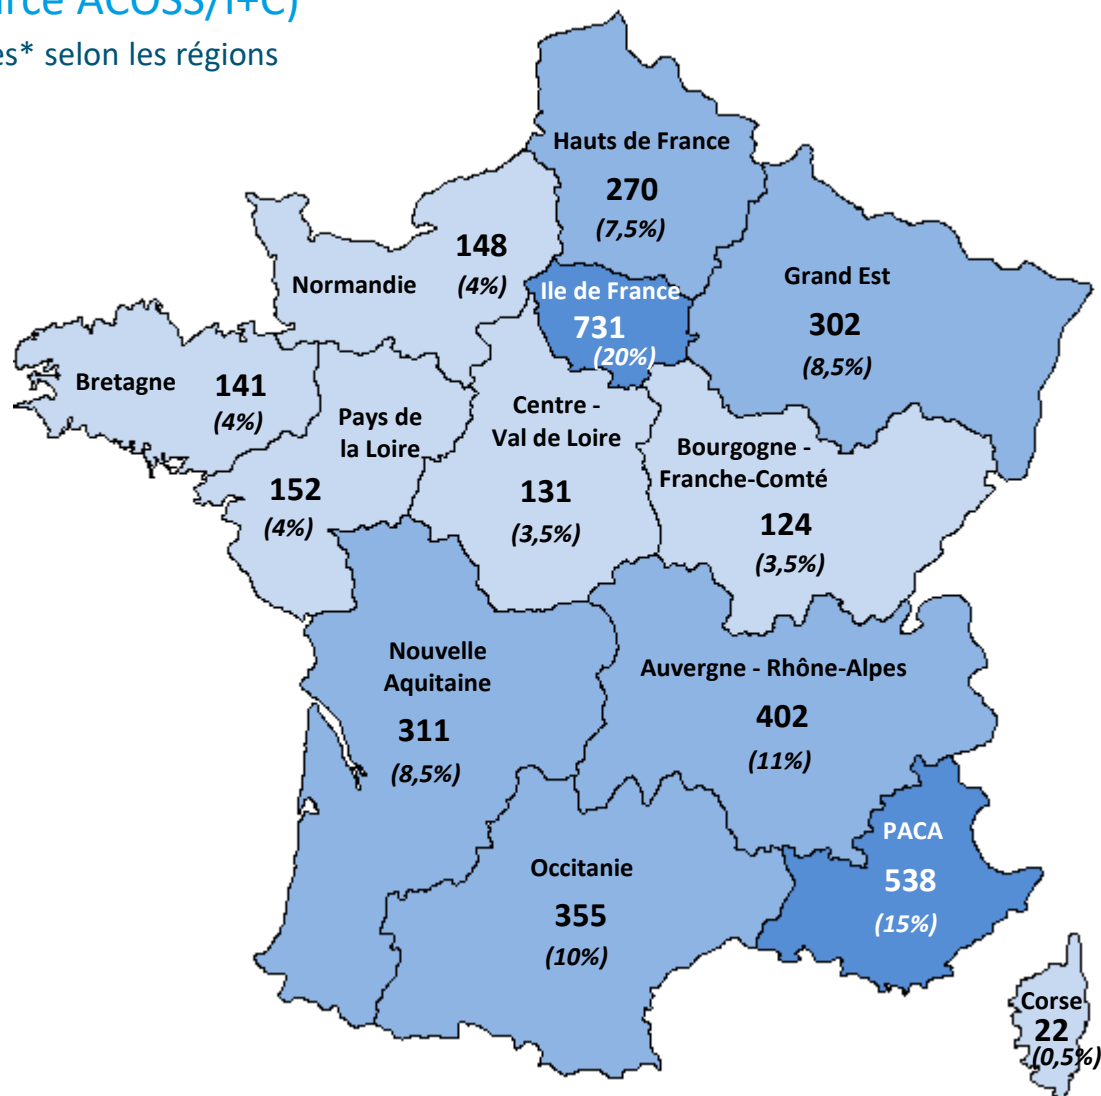 rce ACOSS/I+C)
es* selon les régions
Hauts de France
270
(7,5%)
Normandie
148
(4%)
Ile de France
731
(20%)
Grand Est
302
(8,5%)
Bretagne
141
(4%)
Pays de
la Loire
152
(4%)
Centre -
Val de Loire
131
(3,5%)
Bourgogne -
Franche-Comté
124
(3,5%)
Nouvelle
Aquitaine
311
(8,5%)
Auvergne - Rhône-Alpes
402
(11%)
PACA
538
(15%)
Occitanie
355
(10%)
Corse
22
(0,5%)